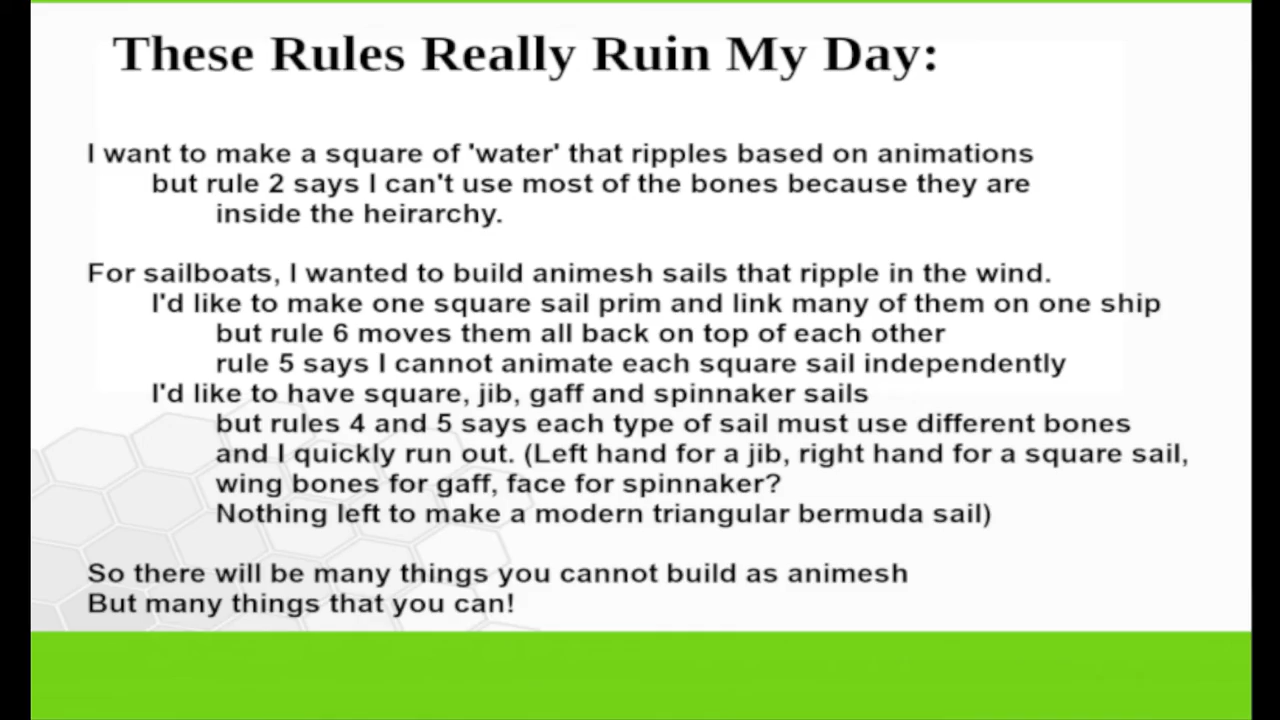 These Rules Really Ruin My Day:
I want to make a square of 'water' that ripples based on animations
but rule 2 says I can't use most of the bones because they are
inside the heirarchy.
For sailboats, I wanted to build animesh sails that ripple in the wind.
I'd like to make one square sail prim and link many of them on one ship
but rule 6 moves them all back on top of each other
rule 5 says I cannot animate each square sail independently
I'd like to have square, jib, gaff and spinnaker sails
but rules 4 and 5 says each type of sail must use different bones
and I quickly run out. (Left hand for a jib, right hand for a square sail,
wing bones for gaff, face for spinnaker?
Nothing left to make a modern triangular bermuda sail)
So there will be many things you cannot build as animesh
But many things that you can!